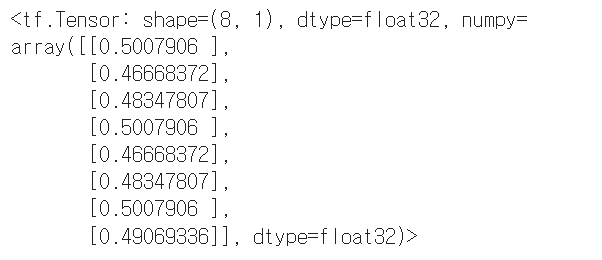 <tf.Tensor: shape=(8, 1), dtype=float32, numpy=
array([[0.5007906 ],
       [0.46668372],
       [0.48347807],
       [0.5007906 ],
       [0.46668372],
       [0.48347807],
       [0.5007906 ],
       [0.49069336]], dtype=float32)>